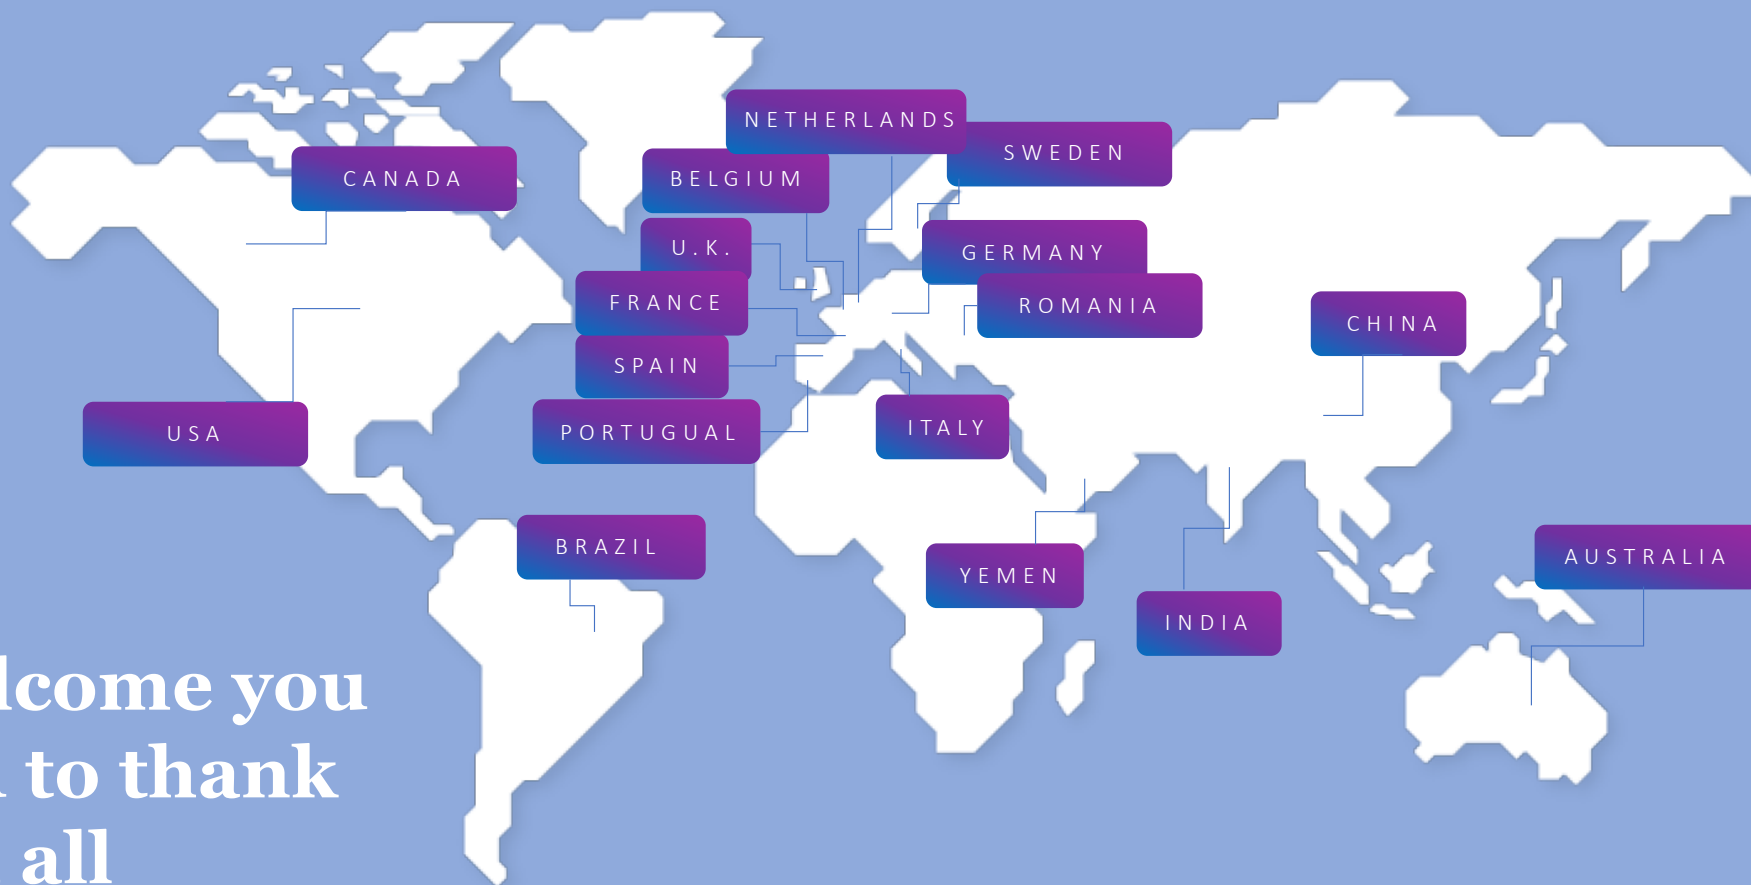 NETHERLANDS
SWEDEN
CANADA
BELGIUM
U.K.
GERMANY
FRANCE
ROMANIA
CHINA
SPAIN
USA
PORTUGUAL
ITALY
BRAZIL
YEMEN
AUSTRALIA
INDIA
lcome you
to thank
all